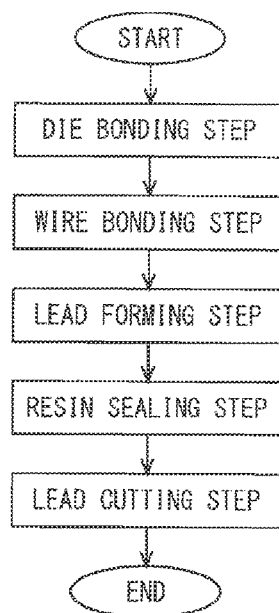 START
DIE BONDING STEP
WIRE BONDING STEP
LEAD FORMING STEP
RESIN SEALING STEP
LEAD CUTTING STEP
END